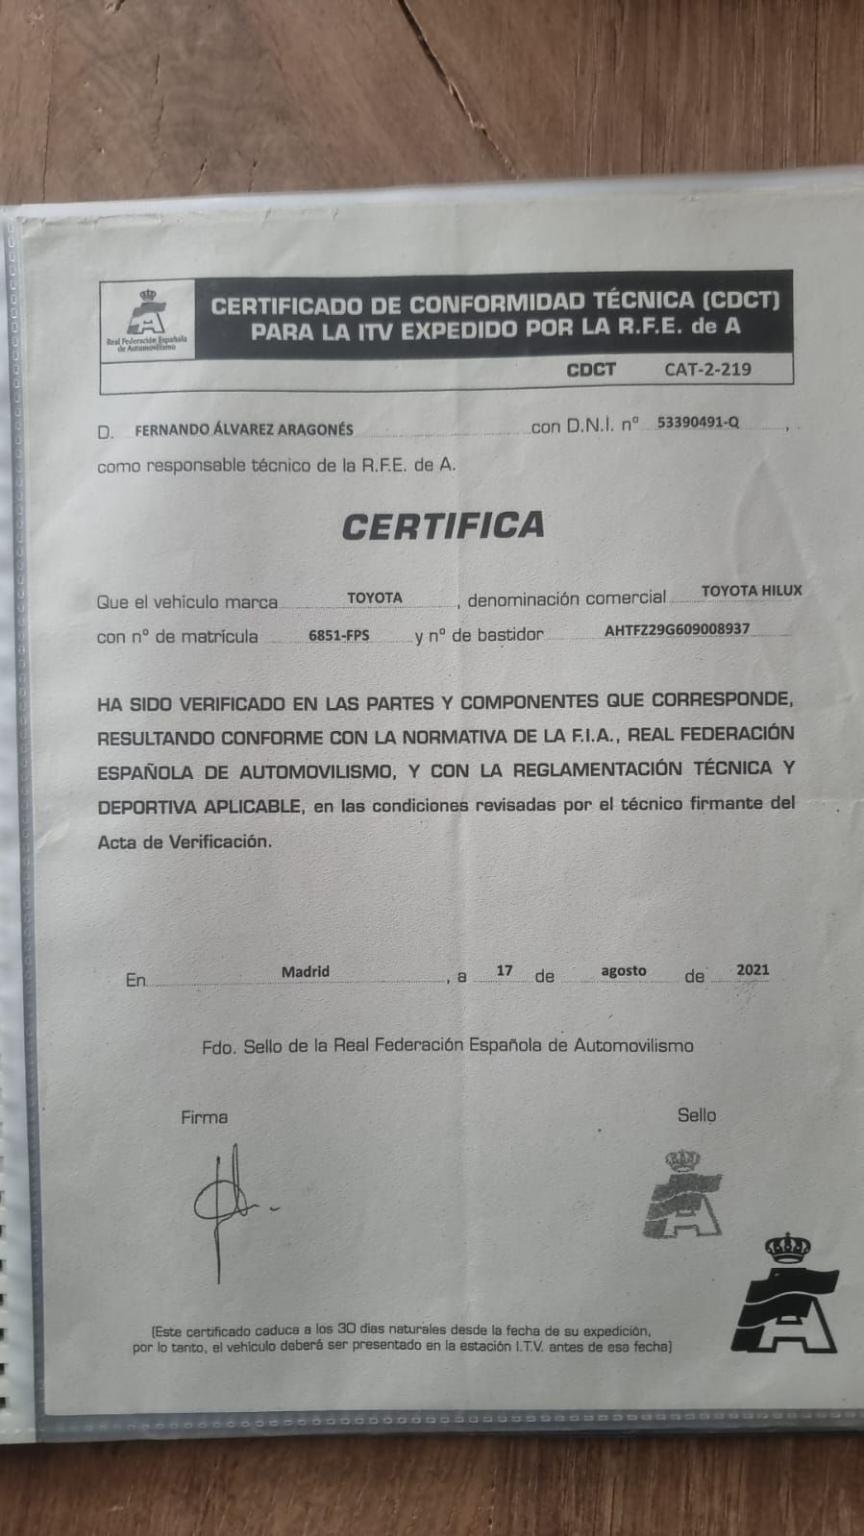 CERTIFICADO DE CONFORMIDAD TÉCNICA (CDCT)
PARA LA ITV EXPEDIDO POR LA R.F.E. de A
Real Federación Española
de Automovilismo
CDCT CAT-2-219
D. FERNANDO ÁLVAREZ ARAGONÉS con D.N.I. nº 53390491-Q ,
como responsable técnico de la R.F.E. de A.
CERTIFICA
Que el vehículo marca TOYOTA , denominación comercial TOYOTA HILUX
con nº de matrícula 6851-FPS y nº de bastidor AHTFZ29G609008937
HA SIDO VERIFICADO EN LAS PARTES Y COMPONENTES QUE CORRESPONDE,
RESULTANDO CONFORME CON LA NORMATIVA DE LA F.I.A., REAL FEDERACIÓN
ESPAÑOLA DE AUTOMOVILISMO, Y CON LA REGLAMENTACIÓN TÉCNICA Y
DEPORTIVA APLICABLE, en las condiciones revisadas por el técnico firmante del
Acta de Verificación.
En Madrid , a 17 de agosto de 2021
Fdo. Sello de la Real Federación Española de Automovilismo
Firma Sello
(Este certificado caduca a los 30 días naturales desde la fecha de su expedición,
por lo tanto, el vehículo deberá ser presentado en la estación I.T.V. antes de esa fecha)